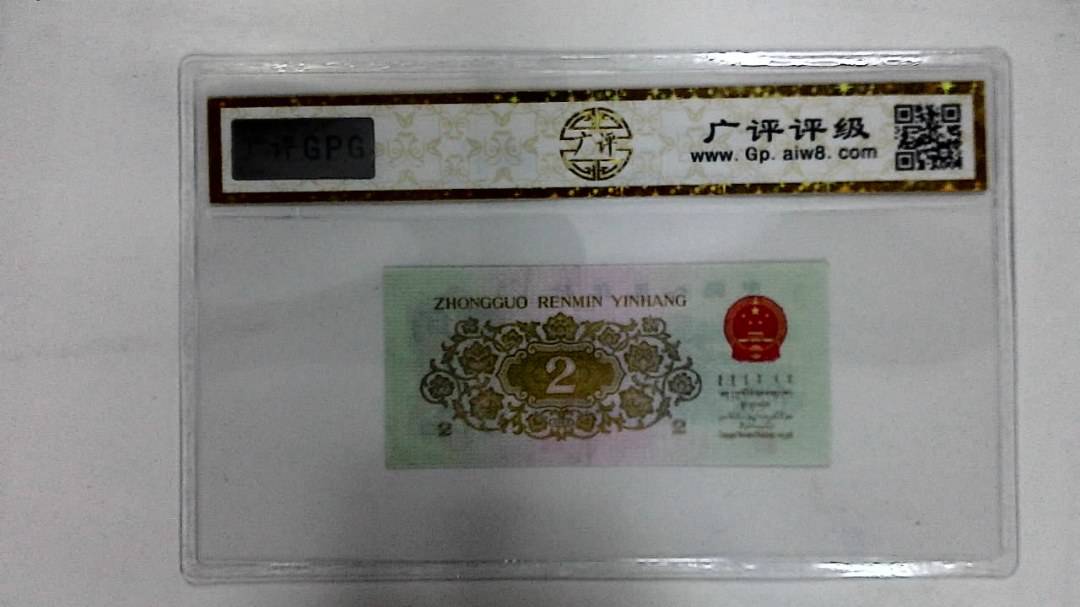 广评GPG
广评
广评评级
www. Gp. aiw8. com
ZHONGGUO RENMIN YINHANG
2
2
2